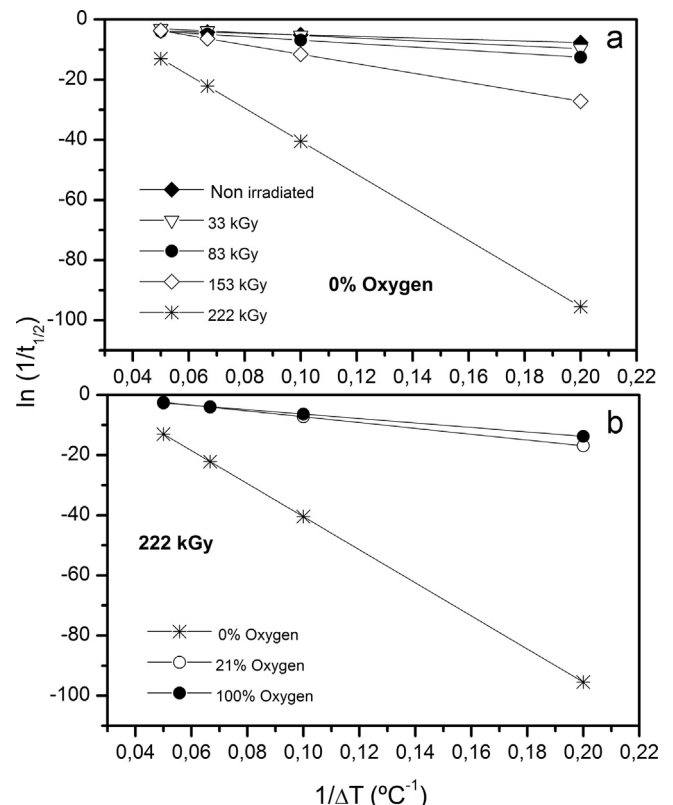 a
0
-20
-40
-60
-80
-100
Non irradiated
33 kGy
83 kGy
153 kGy
222 kGy
0% Oxygen
0,04 0,06 0,08 0,10 0,12 0,14 0,16 0,18 0,20 0,22
ln (1/t1/2)
b
0
-20
-40
-60
-80
-100
222 kGy
0% Oxygen
21% Oxygen
100% Oxygen
0,04 0,06 0,08 0,10 0,12 0,14 0,16 0,18 0,20 0,22
1/ΔT (ºC-1)